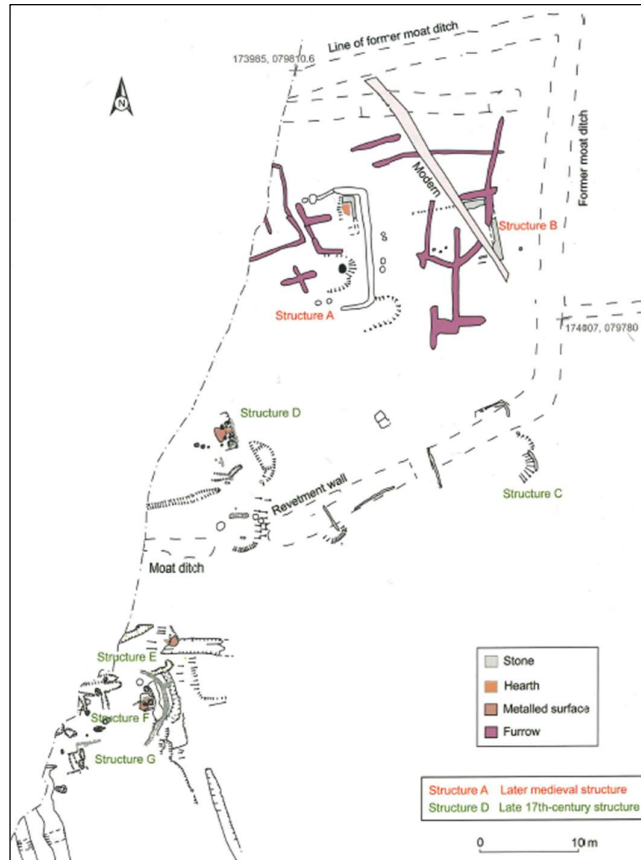 Line of former moat ditch
173985, 079810.6
N
Former moat ditch
Modern
Structure B
Structure A
174007, 079780
Structure D
Structure C
Revetment wall
Moat ditch
Structure E
Structure F
Structure G
Stone
Hearth
Metalled surface
Furrow
Structure A Later medieval structure
Structure D Late 17th-century structure
0 10 m